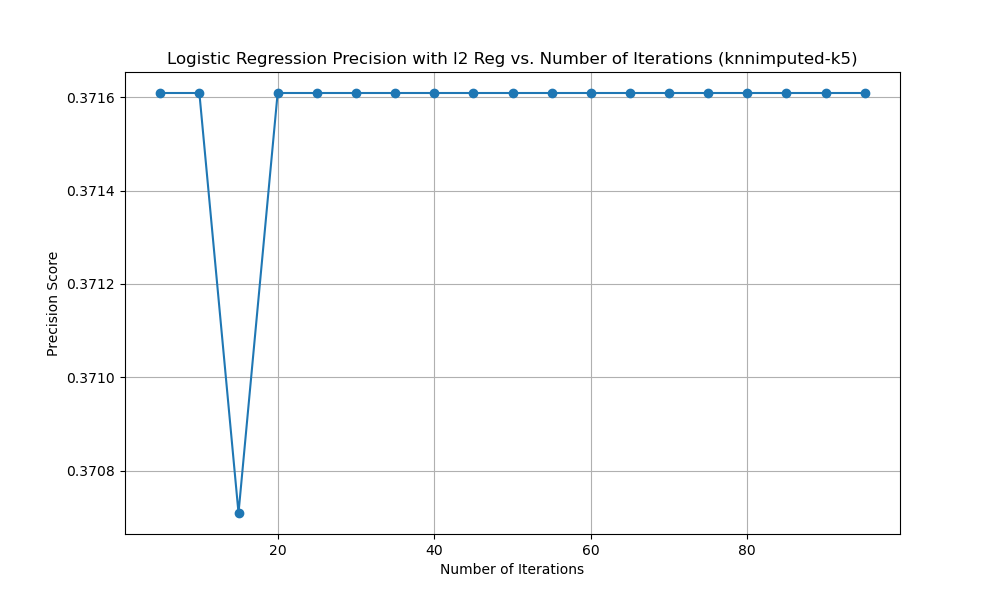 Logistic Regression Precision with l2 Reg vs. Number of Iterations (knnimputed-k5)
0.3716
0.3714
0.3712
0.3710
0.3708
Precision Score
20 40 60 80
Number of Iterations